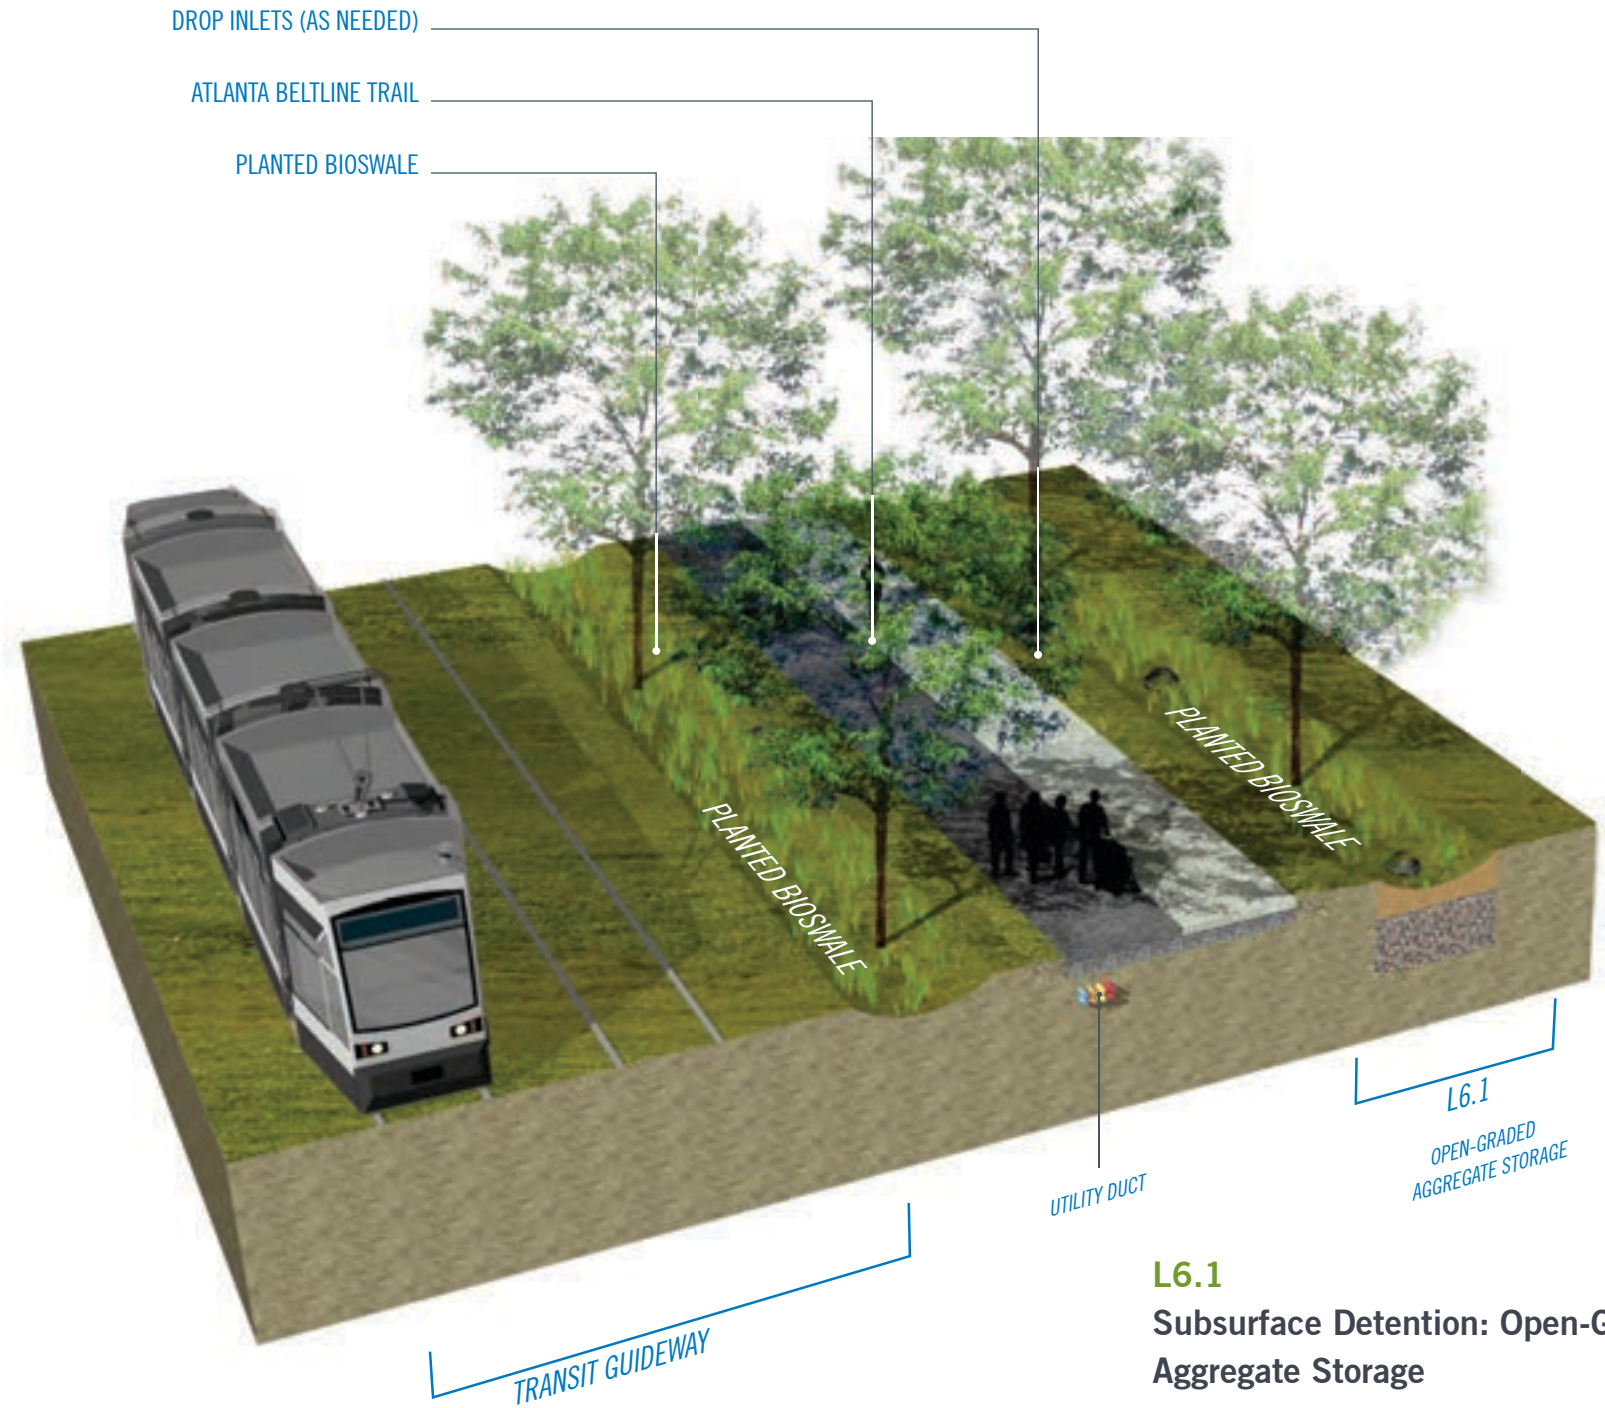 DROP INLETS (AS NEEDED)
ATLANTA BELTLINE TRAIL
PLANTED BIOSWALE
PLANTED BIOSWALE
PLANTED BIOSWALE
L6.1
OPEN-GRADED
AGGREGATE STORAGE
UTILITY DUCT
TRANSIT GUIDEWAY
L6.1
Subsurface Detention: Open-G
Aggregate Storage